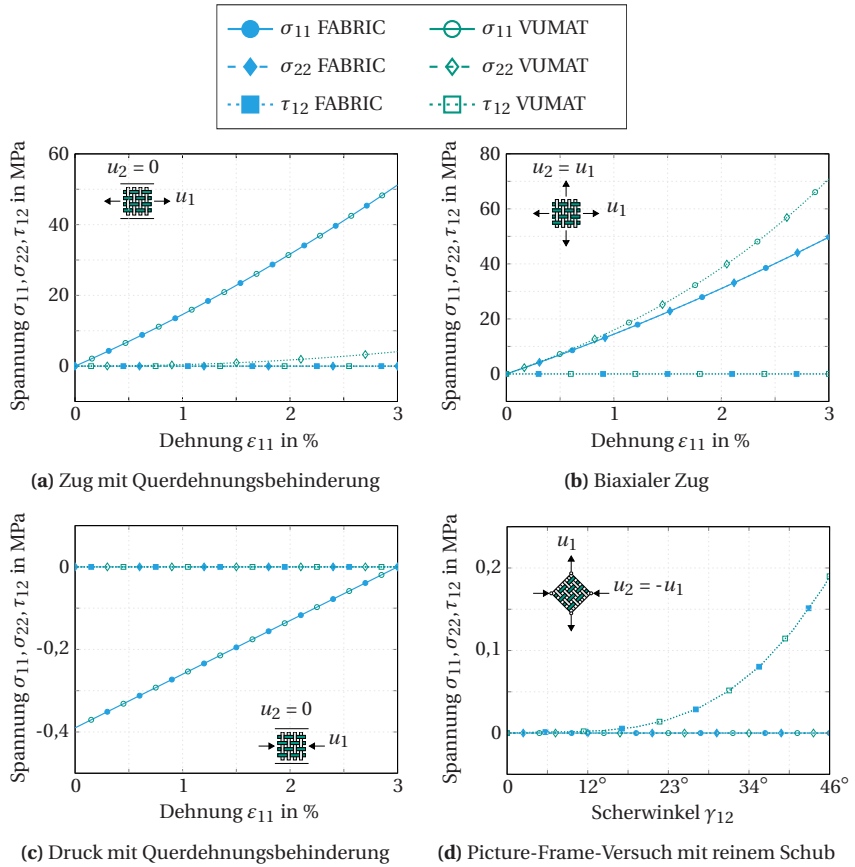 σ11 FABRIC σ11 VUMAT
σ22 FABRIC σ22 VUMAT
τ12 FABRIC τ12 VUMAT
Spannung σ11, σ22, τ12 in MPa
60
40
20
0
u2 = 0
u1
0 1 2 3
Dehnung ε11 in %
(a) Zug mit Querdehnungsbehinderung
Spannung σ11, σ22, τ12 in MPa
80
60
40
20
0
u2 = u1
u1
0 1 2 3
Dehnung ε11 in %
(b) Biaxialer Zug
Spannung σ11, σ22, τ12 in MPa
0
-0,2
-0,4
u2 = 0
u1
0 1 2 3
Dehnung ε11 in %
(c) Druck mit Querdehnungsbehinderung
Spannung σ11, σ22, τ12 in MPa
0,2
0,1
0
u1
u2 = -u1
0 12° 23° 34° 46°
Scherwinkel γ12
(d) Picture-Frame-Versuch mit reinem Schub